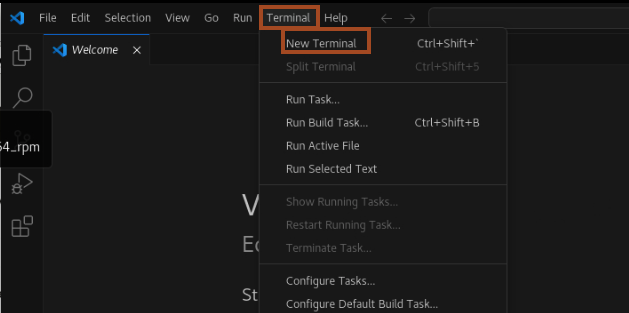 File Edit Selection View Go Run Terminal Help
Welcome
New Terminal Ctrl+Shift+`
Split Terminal Ctrl+Shift+5
Run Task...
Run Build Task... Ctrl+Shift+B
Run Active File
Run Selected Text
Show Running Tasks...
Restart Running Task...
Terminate Task...
Configure Tasks...
Configure Default Build Task...
64_rpm
V
Ec
St